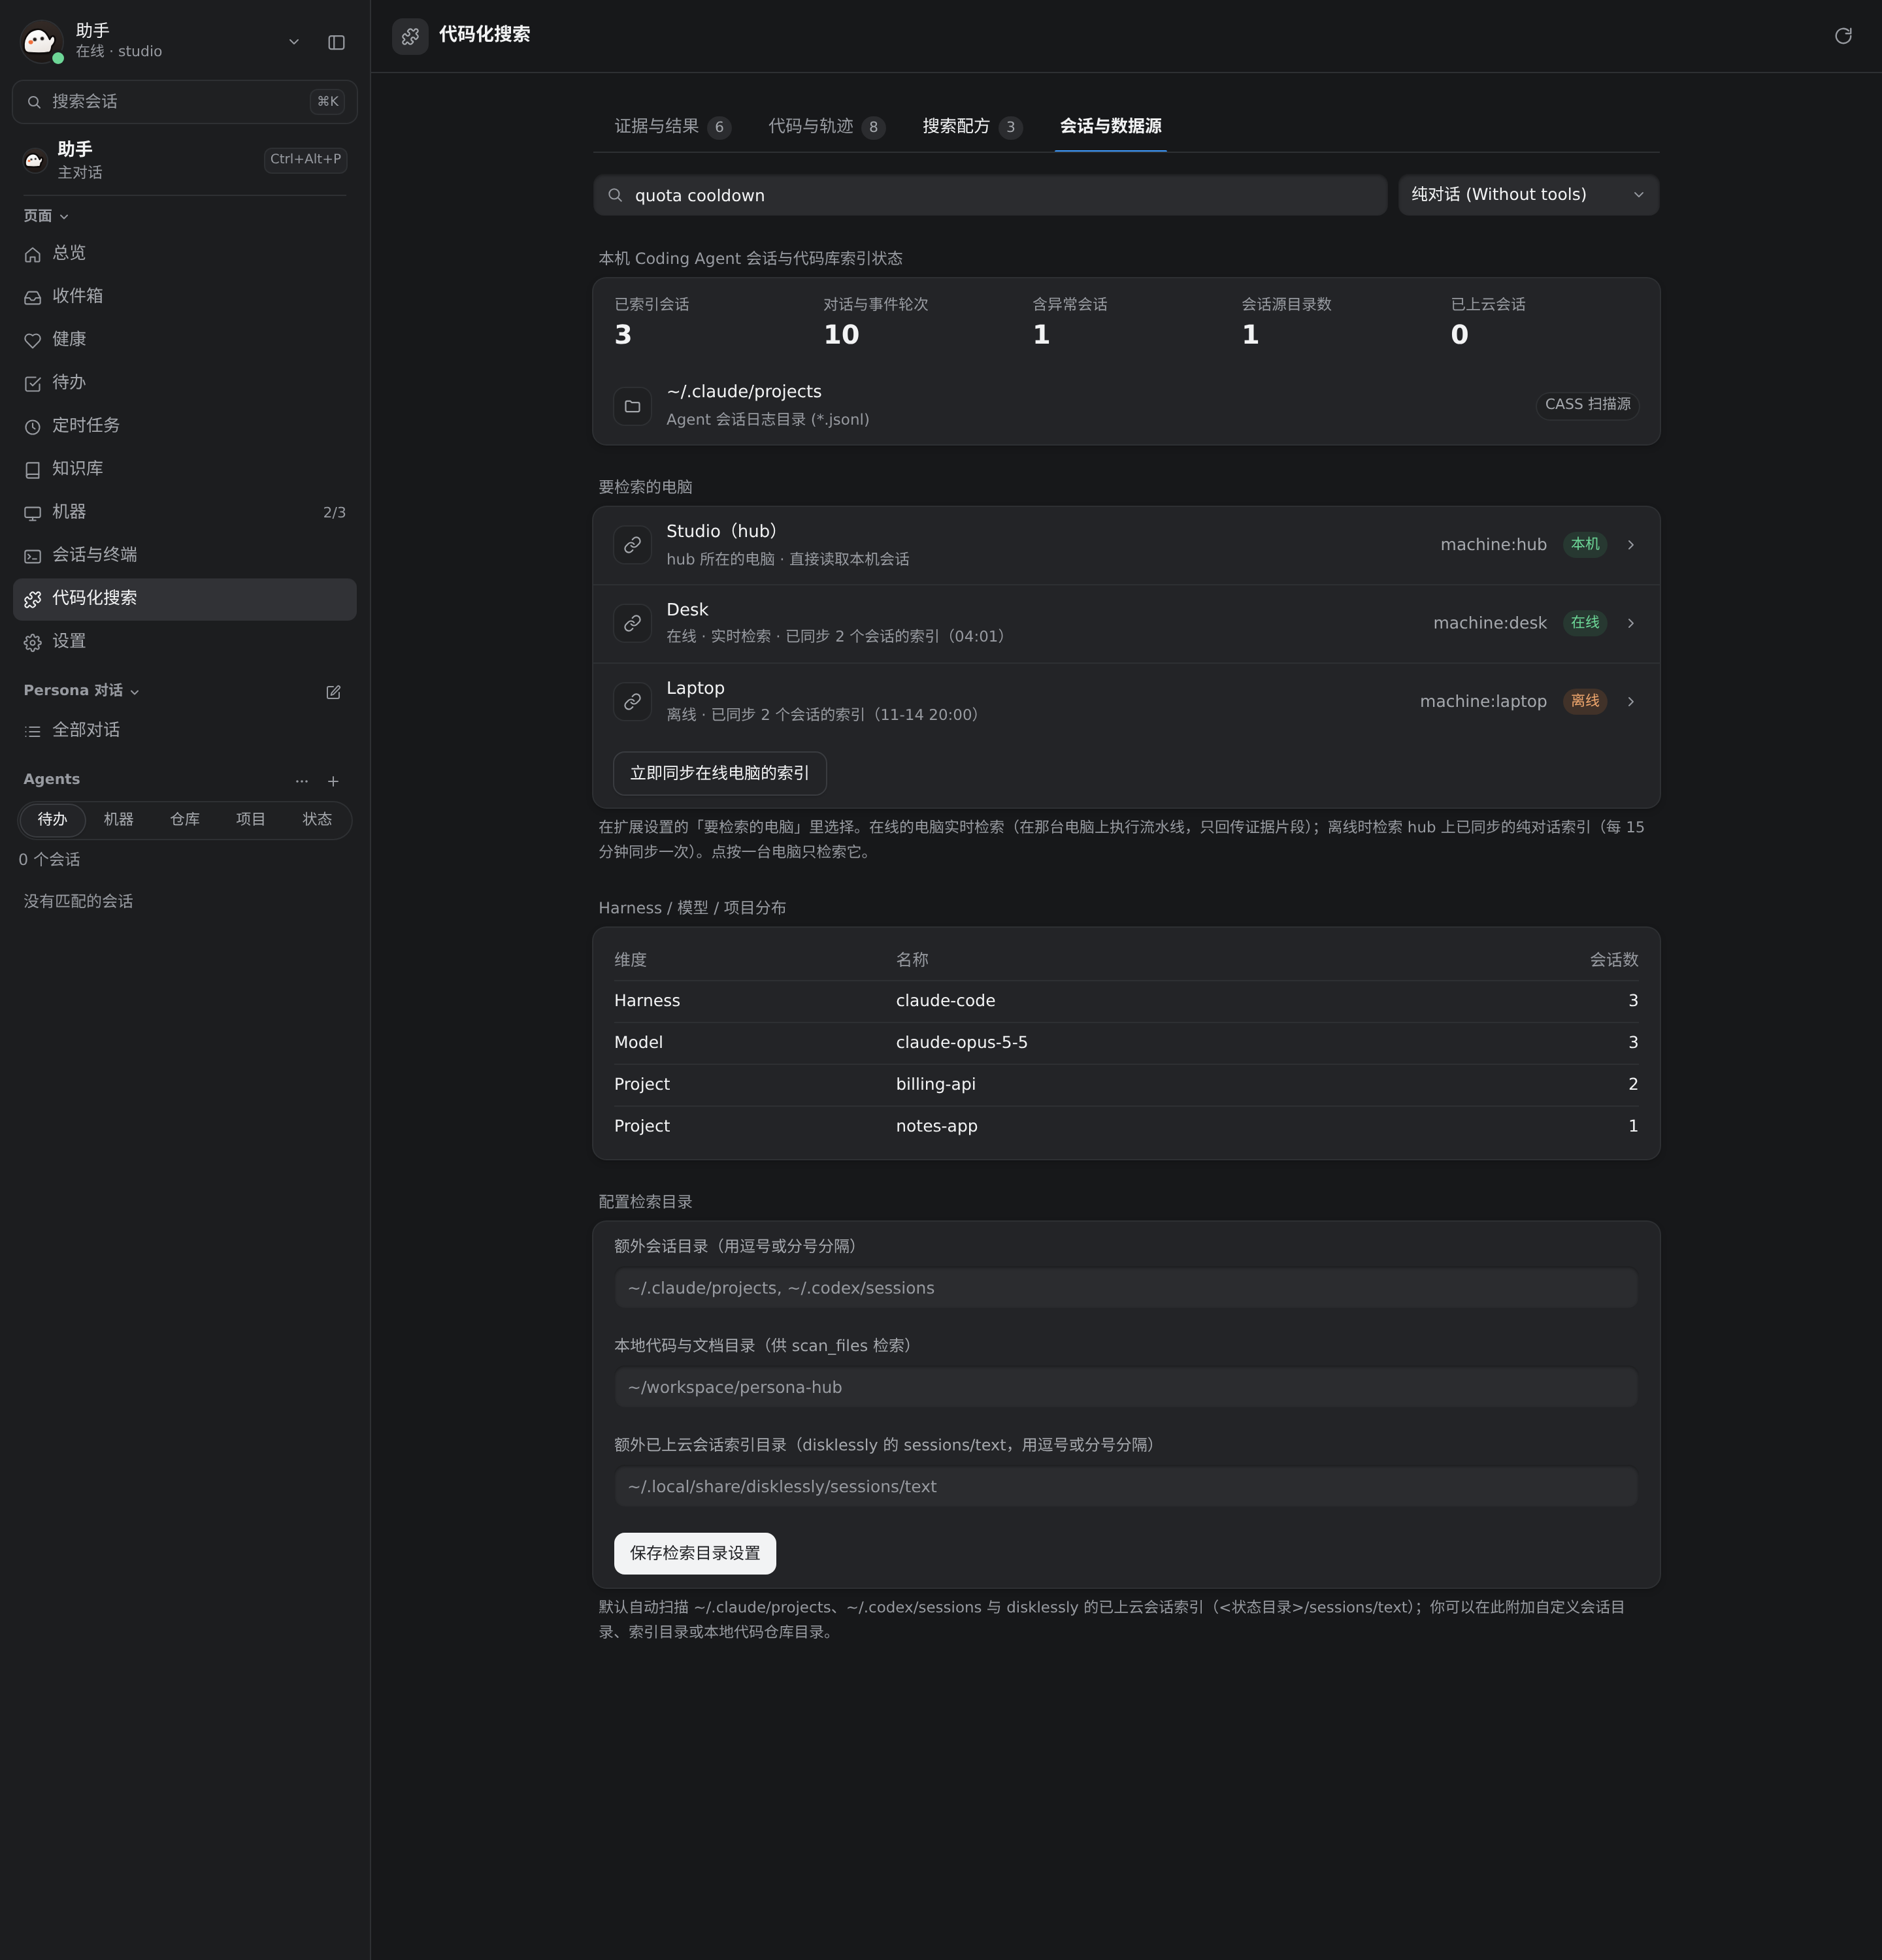 助手
在线 · studio
搜索会话
⌘K
助手
主对话
Ctrl+Alt+P
页面
总览
收件箱
健康
待办
定时任务
知识库
机器
2/3
会话与终端
代码化搜索
设置
Persona 对话
全部对话
Agents
待办 机器 仓库 项目 状态
0 个会话
没有匹配的会话
代码化搜索
证据与结果 6 代码与轨迹 8 搜索配方 3 会话与数据源
quota cooldown
纯对话 (Without tools)
本机 Coding Agent 会话与代码库索引状态
已索引会话 对话与事件轮次 含异常会话 会话源目录数 已上云会话
3 10 1 1 0
~/.claude/projects
Agent 会话日志目录 (*.jsonl)
CASS 扫描源
要检索的电脑
Studio（hub）
hub 所在的电脑 · 直接读取本机会话
machine:hub 本机
Desk
在线 · 实时检索 · 已同步 2 个会话的索引（04:01）
machine:desk 在线
Laptop
离线 · 已同步 2 个会话的索引（11-14 20:00）
machine:laptop 离线
立即同步在线电脑的索引
在扩展设置的「要检索的电脑」里选择。在线的电脑实时检索（在那台电脑上执行流水线，只回传证据片段）；离线时检索 hub 上已同步的纯对话索引（每 15
分钟同步一次）。点按一台电脑只检索它。
Harness / 模型 / 项目分布
维度 名称 会话数
Harness claude-code 3
Model claude-opus-5-5 3
Project billing-api 2
Project notes-app 1
配置检索目录
额外会话目录（用逗号或分号分隔）
~/.claude/projects, ~/.codex/sessions
本地代码与文档目录（供 scan_files 检索）
~/workspace/persona-hub
额外已上云会话索引目录（disklessly 的 sessions/text，用逗号或分号分隔）
~/.local/share/disklessly/sessions/text
保存检索目录设置
默认自动扫描 ~/.claude/projects、~/.codex/sessions 与 disklessly 的已上云会话索引（<状态目录>/sessions/text）；你可以在此附加自定义会话目
录、索引目录或本地代码仓库目录。